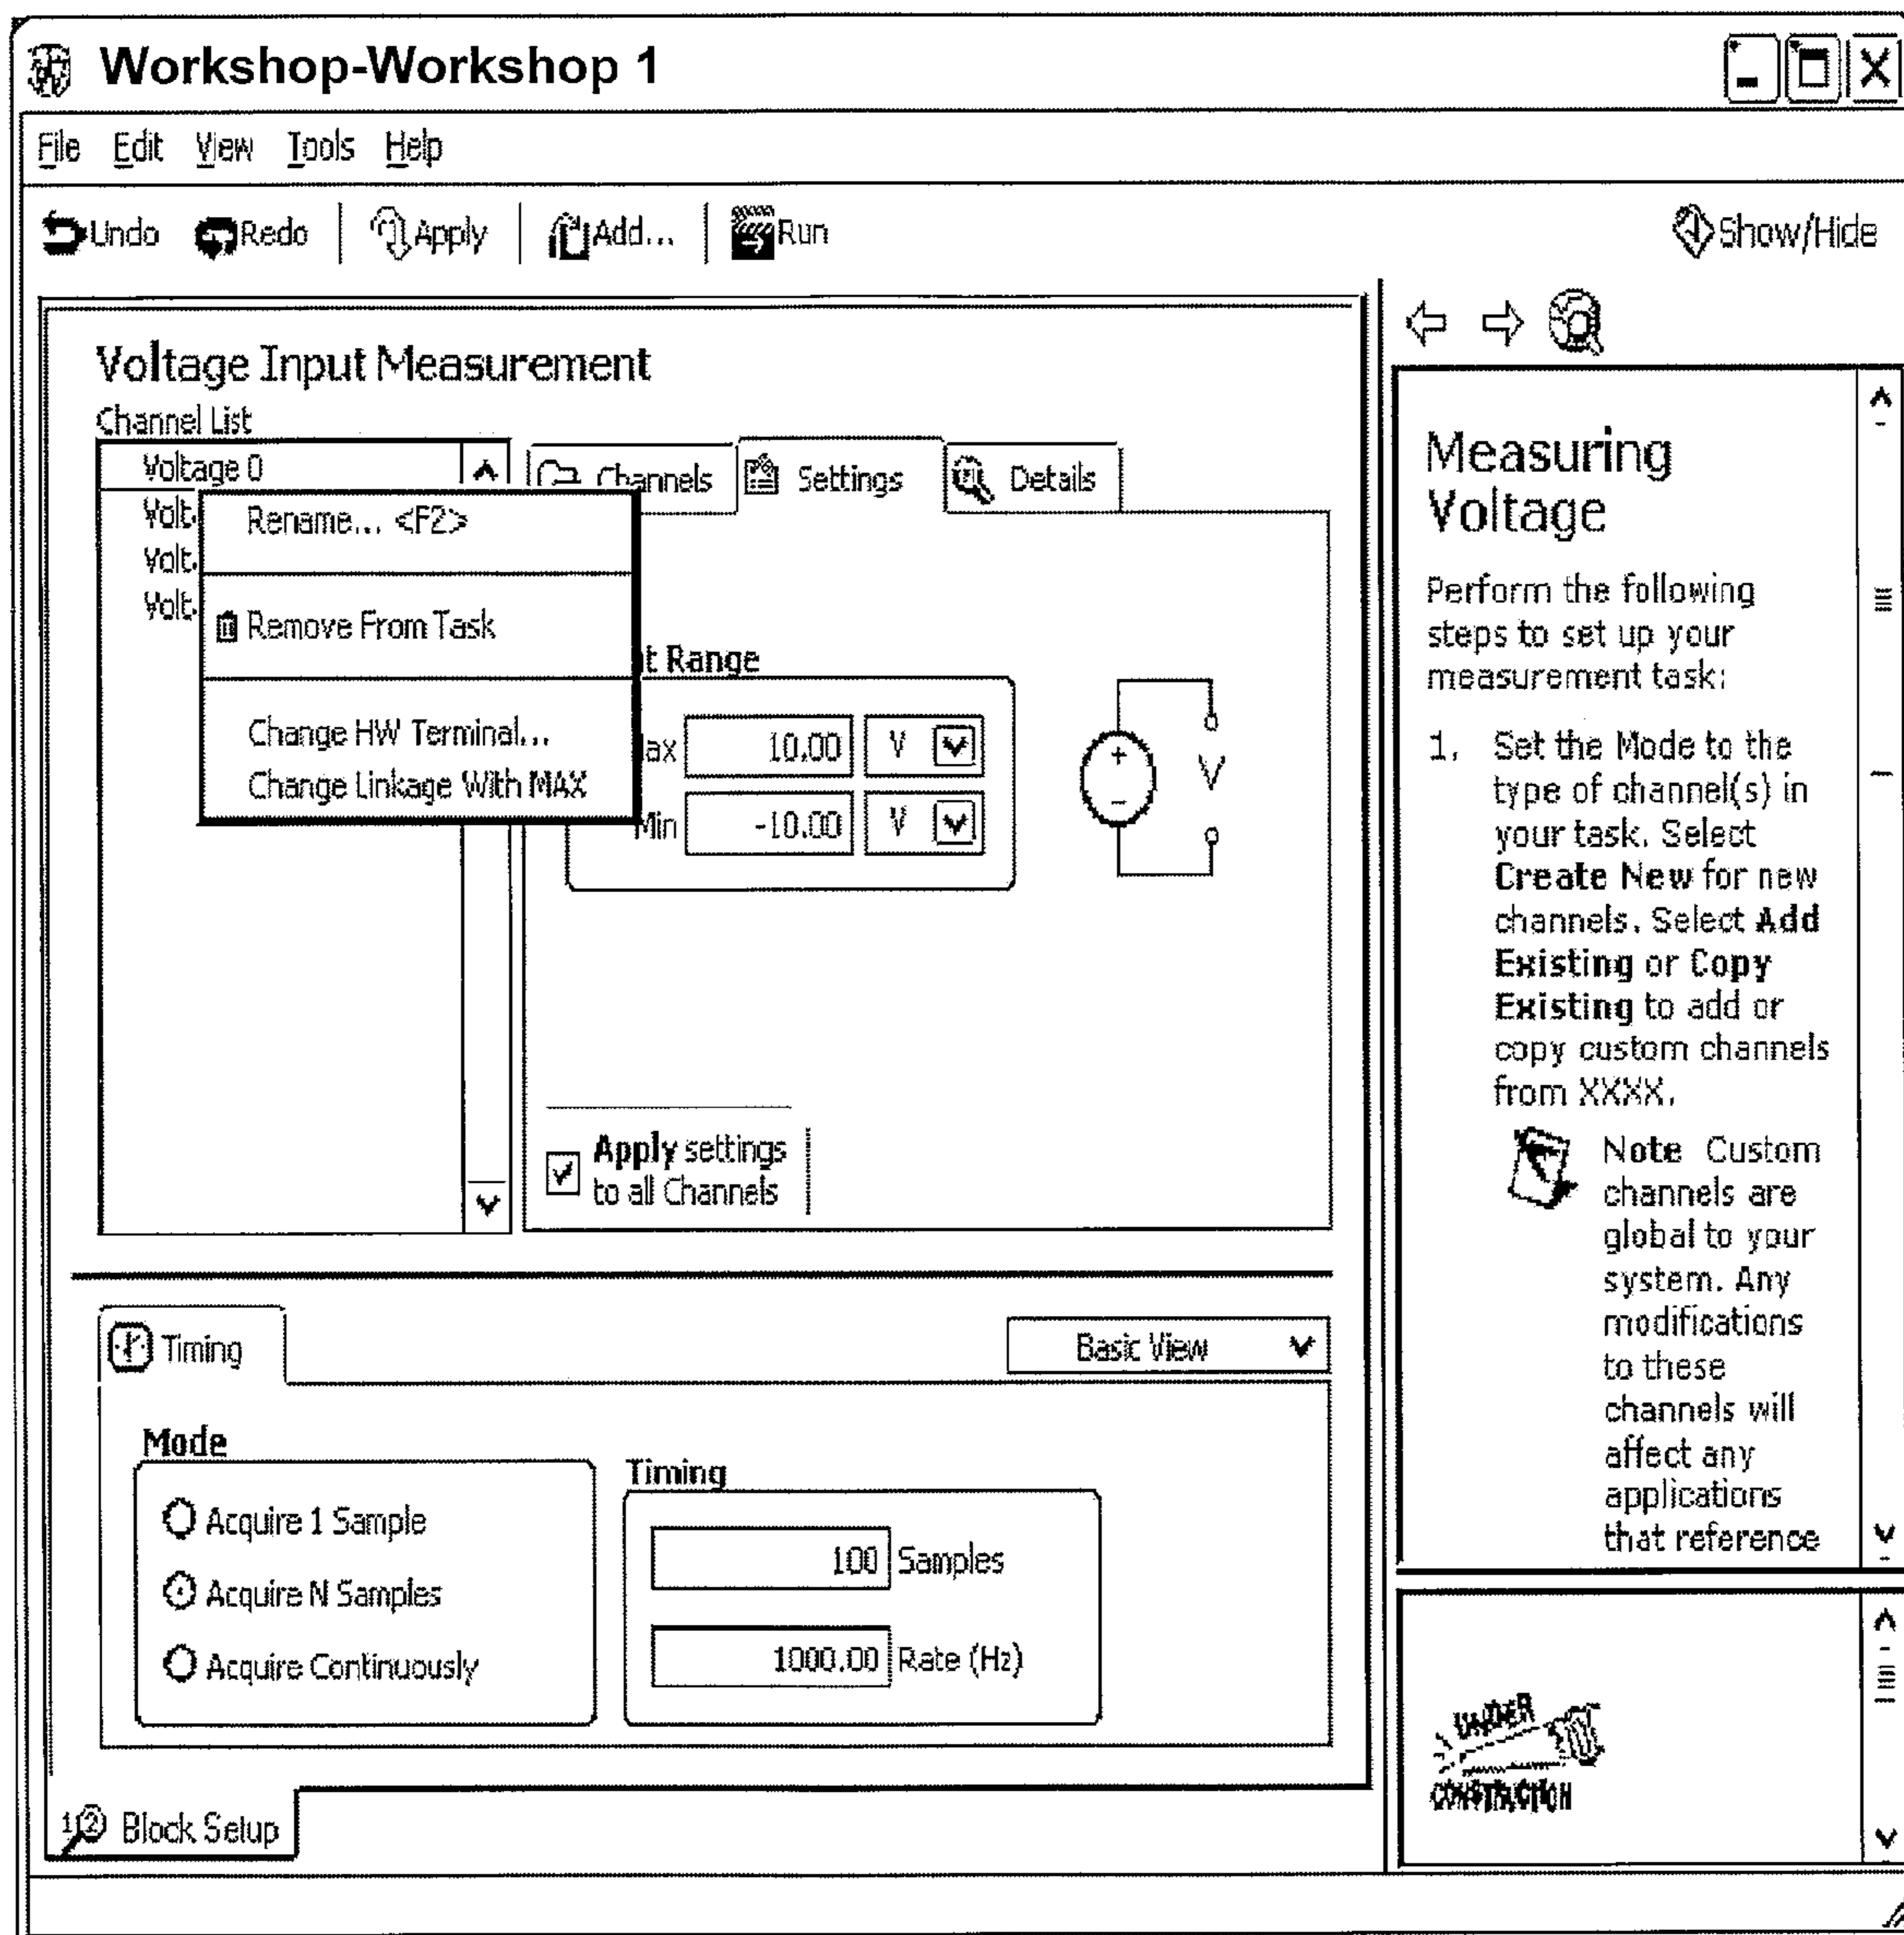 Workshop-Workshop 1
File Edit View Tools Help
Undo Redo Apply Add... Run Show/Hide
Voltage Input Measurement
Channel List
Voltage 0
Volt
Volt
Volt
Rename... <F2>
Remove From Task
Change HW Terminal...
Change Linkage With MAX
Channels Settings Details
t Range
ax 10.00 V
Min -10.00 V
+
-
V
Apply settings
to all Channels
Timing
Basic View
Mode
Acquire 1 Sample
Acquire N Samples
Acquire Continuously
Timing
100 Samples
1000.00 Rate (Hz)
12 Block Setup
Measuring
Voltage
Perform the following
steps to set up your
measurement task:
1. Set the Mode to the
type of channel(s) in
your task. Select
Create New for new
channels. Select Add
Existing or Copy
Existing to add or
copy custom channels
from XXXX.
Note Custom
channels are
global to your
system. Any
modifications
to these
channels will
affect any
applications
that reference
UNDER
CONSTRUCTION